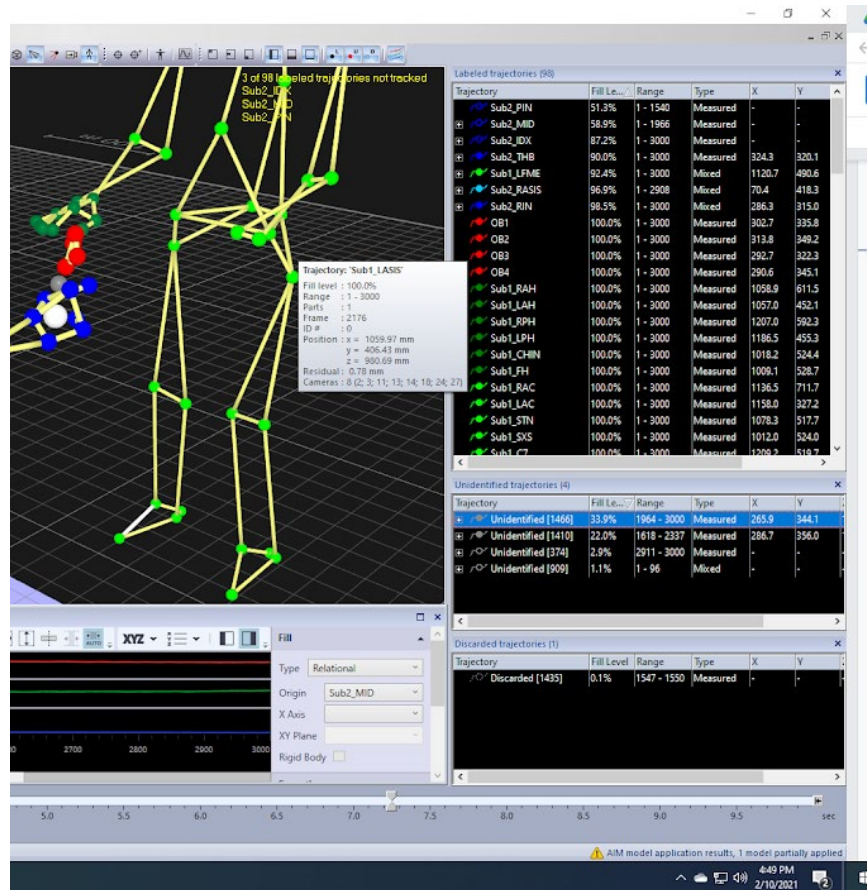 3 of 98 labeled trajectories not tracked
Sub2_IDX
Sub2_MID
Sub2_PIN
Trajectory: 'Sub1_LASIS'
Fill level : 100.0%
Range : 1 - 3000
Parts : 1
Frame : 2176
ID # : 0
Position : x = 1059.97 mm
y = 406.43 mm
z = 980.69 mm
Residual : 0.78 mm
Cameras : 8 (2; 3; 11; 13; 14; 18; 24; 27)
Labeled trajectories (98)
Trajectory Fill Le... Range Type X Y
Sub2_PIN 51.3% 1 - 1540 Measured - -
Sub2_MID 58.9% 1 - 1966 Measured - -
Sub2_IDX 87.2% 1 - 3000 Measured - -
Sub2_THB 90.0% 1 - 3000 Measured 324.3 320.1
Sub1_LFME 92.4% 1 - 3000 Mixed 1120.7 490.6
Sub2_RASIS 96.9% 1 - 2908 Mixed 70.4 418.3
Sub2_RIN 98.5% 1 - 3000 Mixed 286.3 315.0
OB1 100.0% 1 - 3000 Measured 302.7 335.8
OB2 100.0% 1 - 3000 Measured 313.8 349.2
OB3 100.0% 1 - 3000 Measured 292.7 322.3
OB4 100.0% 1 - 3000 Measured 290.6 345.1
Sub1_RAH 100.0% 1 - 3000 Measured 1058.9 611.5
Sub1_LAH 100.0% 1 - 3000 Measured 1057.0 452.1
Sub1_RPH 100.0% 1 - 3000 Measured 1207.0 592.3
Sub1_LPH 100.0% 1 - 3000 Measured 1186.5 455.3
Sub1_CHIN 100.0% 1 - 3000 Measured 1018.2 524.4
Sub1_FH 100.0% 1 - 3000 Measured 1009.1 528.7
Sub1_RAC 100.0% 1 - 3000 Measured 1136.5 711.7
Sub1_LAC 100.0% 1 - 3000 Measured 1158.0 327.2
Sub1_STN 100.0% 1 - 3000 Measured 1078.3 517.7
Sub1_SXS 100.0% 1 - 3000 Measured 1012.0 524.0
Sub1_C7 100.0% 1 - 3000 Measured 1209.2 519.7
Unidentified trajectories (4)
Trajectory Fill Le... Range Type X Y
Unidentified [1466] 33.9% 1964 - 3000 Measured 265.9 344.1
Unidentified [1410] 22.0% 1618 - 2337 Measured 286.7 356.0
Unidentified [374] 2.9% 2911 - 3000 Measured - -
Unidentified [909] 1.1% 1 - 96 Mixed - -
Discarded trajectories (1)
Trajectory Fill Level Range Type X Y
Discarded [1435] 0.1% 1547 - 1550 Measured - -
AUTO XYZ
Fill
Type Relational
Origin Sub2_MID
X Axis
XY Plane
Rigid Body
2700 2800 2900 3000
5.0 5.5 6.0 6.5 7.0 7.5 8.0 8.5 9.0 9.5 sec
AIM model application results, 1 model partially applied
4:49 PM
2/10/2021
2